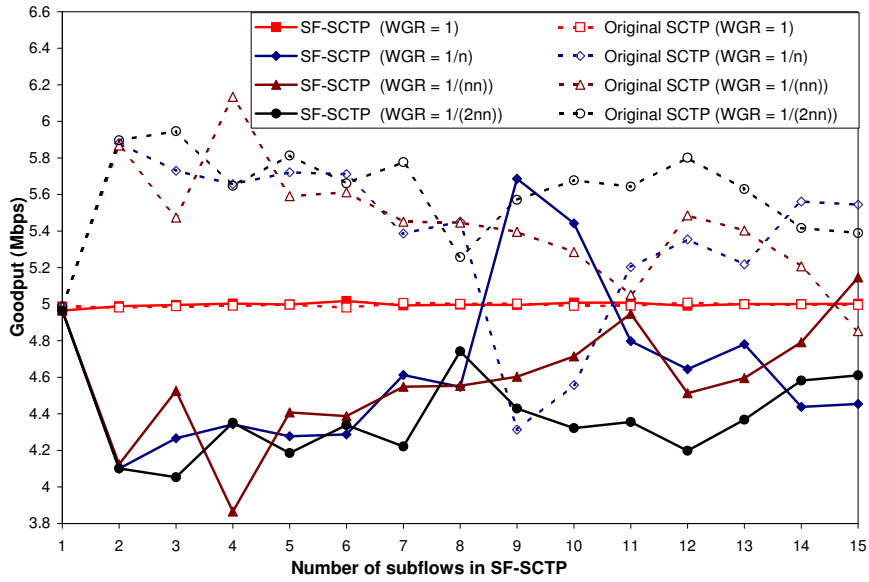 6.6
6.4
6.2
6
5.8
5.6
5.4
5.2
5
4.8
4.6
4.4
4.2
4
3.8
Goodput (Mbps)
SF-SCTP (WGR = 1)
Original SCTP (WGR = 1)
SF-SCTP (WGR = 1/n)
Original SCTP (WGR = 1/n)
SF-SCTP (WGR = 1/(nn))
Original SCTP (WGR = 1/(nn))
SF-SCTP (WGR = 1/(2nn))
Original SCTP (WGR = 1/(2nn))
1 2 3 4 5 6 7 8 9 10 11 12 13 14 15
Number of subflows in SF-SCTP